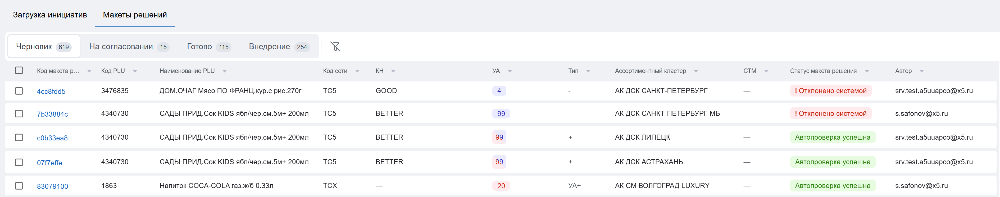 Загрузка инициатив Макеты решений
Черновик 619 На согласовании 15 Готово 115 Внедрение 254
Код макета р... Код PLU Наименование PLU Код сети КН УА Тип Ассортиментный кластер СТМ Статус макета решения Автор
4cc8fdd5 3476835 ДОМ.ОЧАГ Мясо ПО ФРАНЦ.кур.с рис.270г ТС5 GOOD 4 - АК ДСК САНКТ-ПЕТЕРБУРГ — ! Отклонено системой srv.test.a5uuapco@x5.ru
7b33884c 4340730 САДЫ ПРИД.Сок KIDS ябл/чер.см.5м+ 200мл ТС5 BETTER 99 - АК ДСК САНКТ-ПЕТЕРБУРГ МБ — ! Отклонено системой s.safonov@x5.ru
c0b33ea8 4340730 САДЫ ПРИД.Сок KIDS ябл/чер.см.5м+ 200мл ТС5 BETTER 99 + АК ДСК ЛИПЕЦК — Автопроверка успешна srv.test.a5uuapco@x5.ru
07f7effe 4340730 САДЫ ПРИД.Сок KIDS ябл/чер.см.5м+ 200мл ТС5 BETTER 99 + АК ДСК АСТРАХАНЬ — Автопроверка успешна srv.test.a5uuapco@x5.ru
83079100 1863 Напиток COCA-COLA газ.ж/б 0.33л ТСХ — 20 УА+ АК СМ ВОЛГОГРАД LUXURY — Автопроверка успешна s.safonov@x5.ru